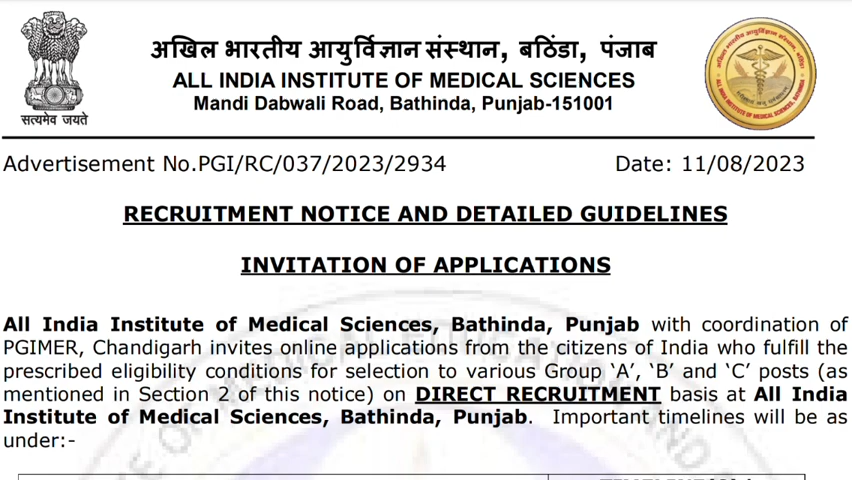 अखिल भारतीय आयुर्विज्ञान संस्थान, बठिंडा, पंजाब
ALL INDIA INSTITUTE OF MEDICAL SCIENCES
Mandi Dabwali Road, Bathinda, Punjab-151001
सत्यमेव जयते
Advertisement No.PGI/RC/037/2023/2934 Date: 11/08/2023
RECRUITMENT NOTICE AND DETAILED GUIDELINES
INVITATION OF APPLICATIONS
All India Institute of Medical Sciences, Bathinda, Punjab with coordination of
PGIMER, Chandigarh invites online applications from the citizens of India who fulfill the
prescribed eligibility conditions for selection to various Group ‘A’, ‘B’ and ‘C’ posts (as
mentioned in Section 2 of this notice) on DIRECT RECRUITMENT basis at All India
Institute of Medical Sciences, Bathinda, Punjab. Important timelines will be as
under:-